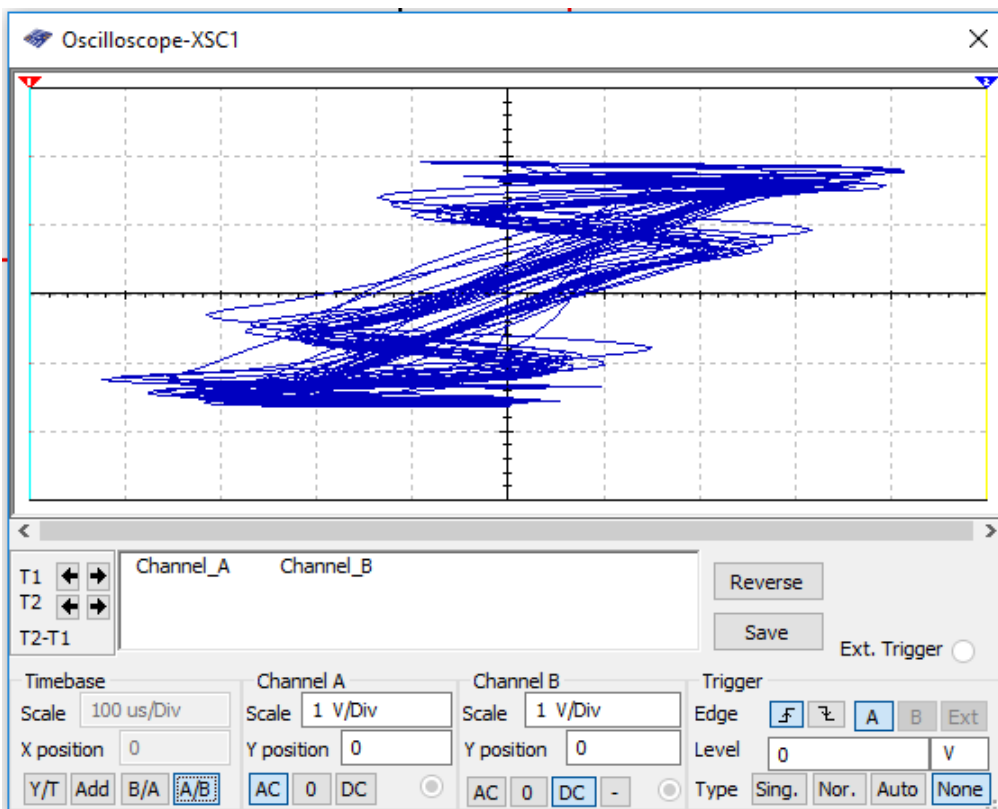 Oscilloscope-XSC1
1 2
T1 Channel_A Channel_B
T2
T2-T1
Reverse
Save
Ext. Trigger
Timebase Channel A Channel B Trigger
Scale 100 us/Div Scale 1 V/Div Scale 1 V/Div Edge A B Ext
X position 0 Y position 0 Y position 0 Level 0 V
Y/T Add B/A A/B AC 0 DC AC 0 DC - Type Sing. Nor. Auto None